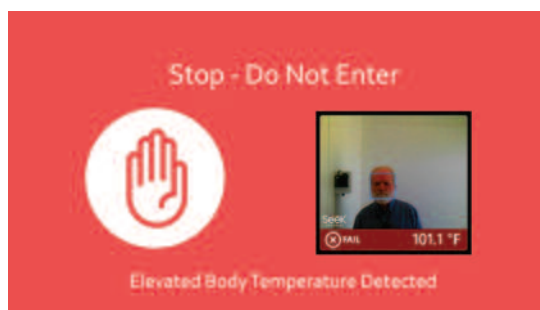 Stop - Do Not Enter
Seek
FAIL 101.1 °F
Elevated Body Temperature Detected